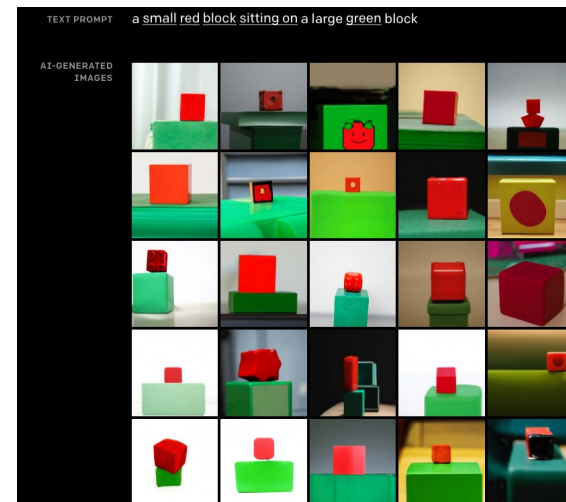 TEXT PROMPT a small red block sitting on a large green block
AI-GENERATED
IMAGES